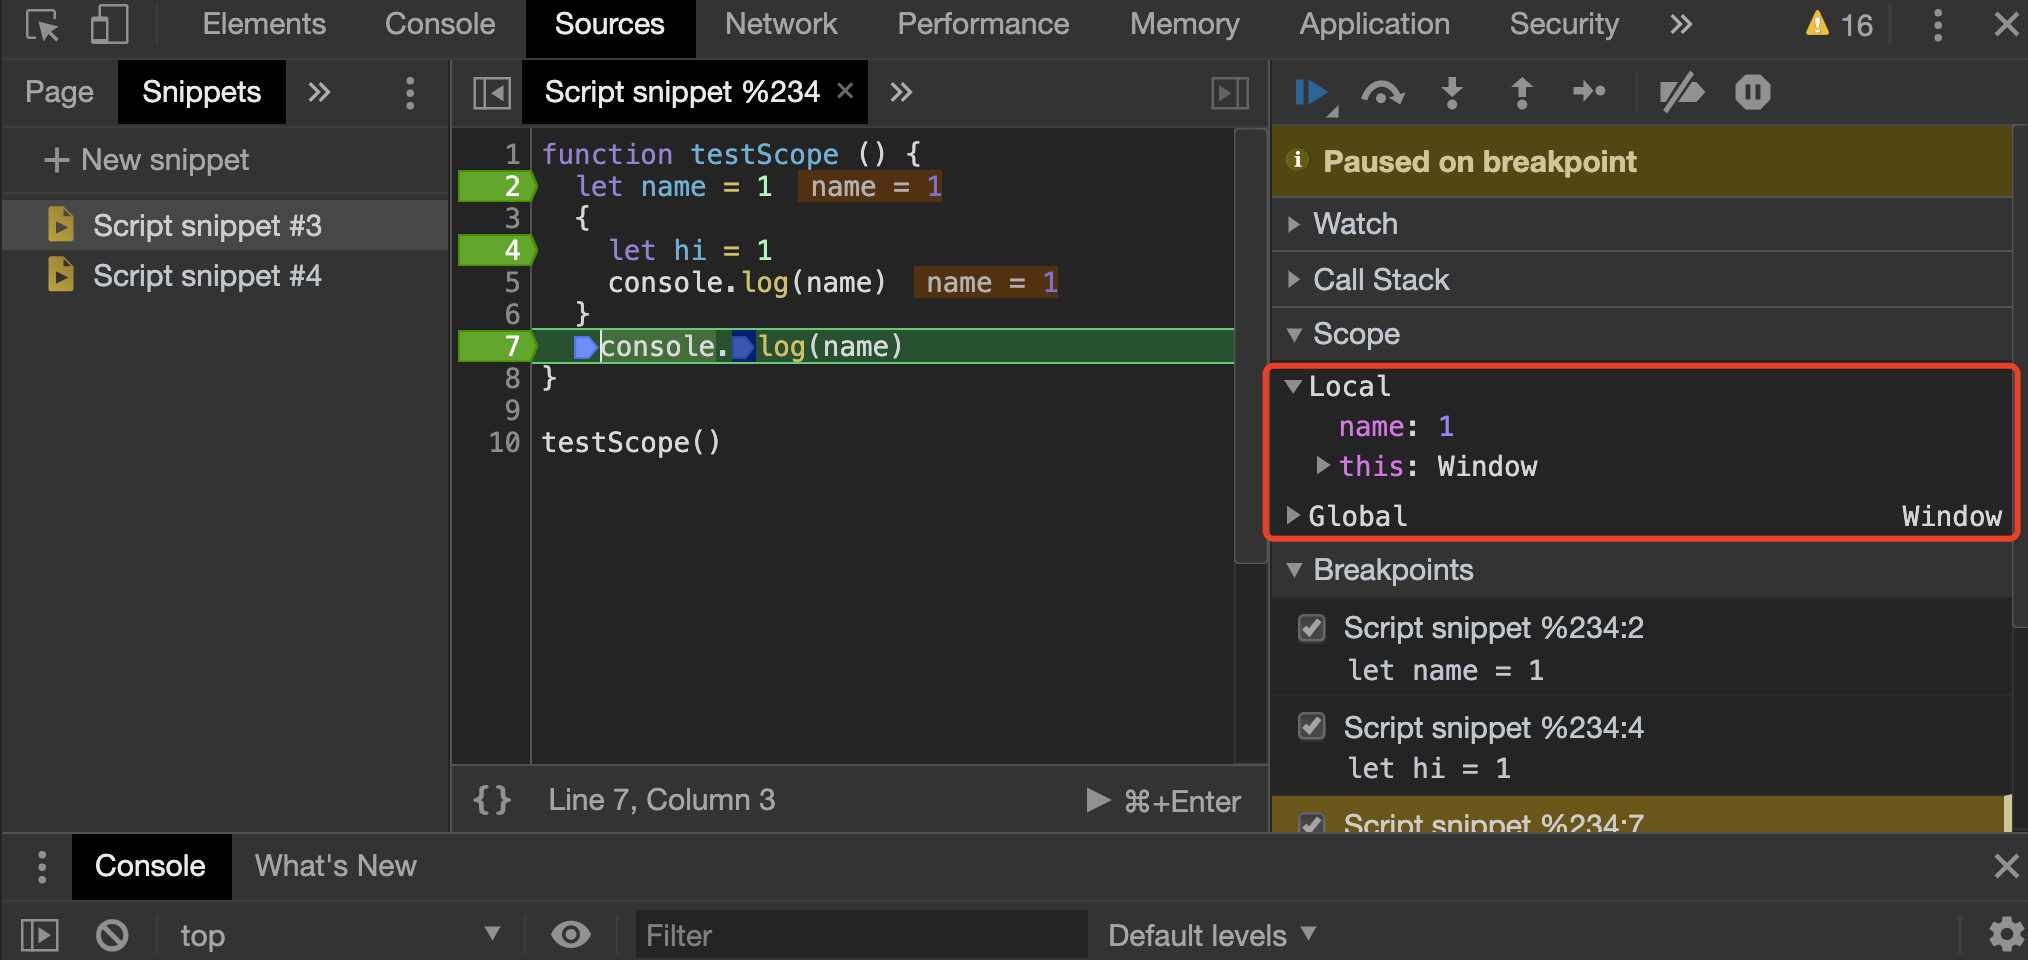 Elements Console Sources Network Performance Memory Application Security » 16
Page Snippets »
Script snippet %234 × »
+ New snippet
Script snippet #3
Script snippet #4
1 function testScope () {
2 let name = 1 name = 1
3 {
4 let hi = 1
5 console.log(name) name = 1
6 }
7 console.log(name)
8 }
9
10 testScope()
{} Line 7, Column 3 ⌘+Enter
Paused on breakpoint
Watch
Call Stack
Scope
Local
name: 1
this: Window
Global Window
Breakpoints
Script snippet %234:2
let name = 1
Script snippet %234:4
let hi = 1
Script snippet %234:7
Console What's New
top Filter Default levels